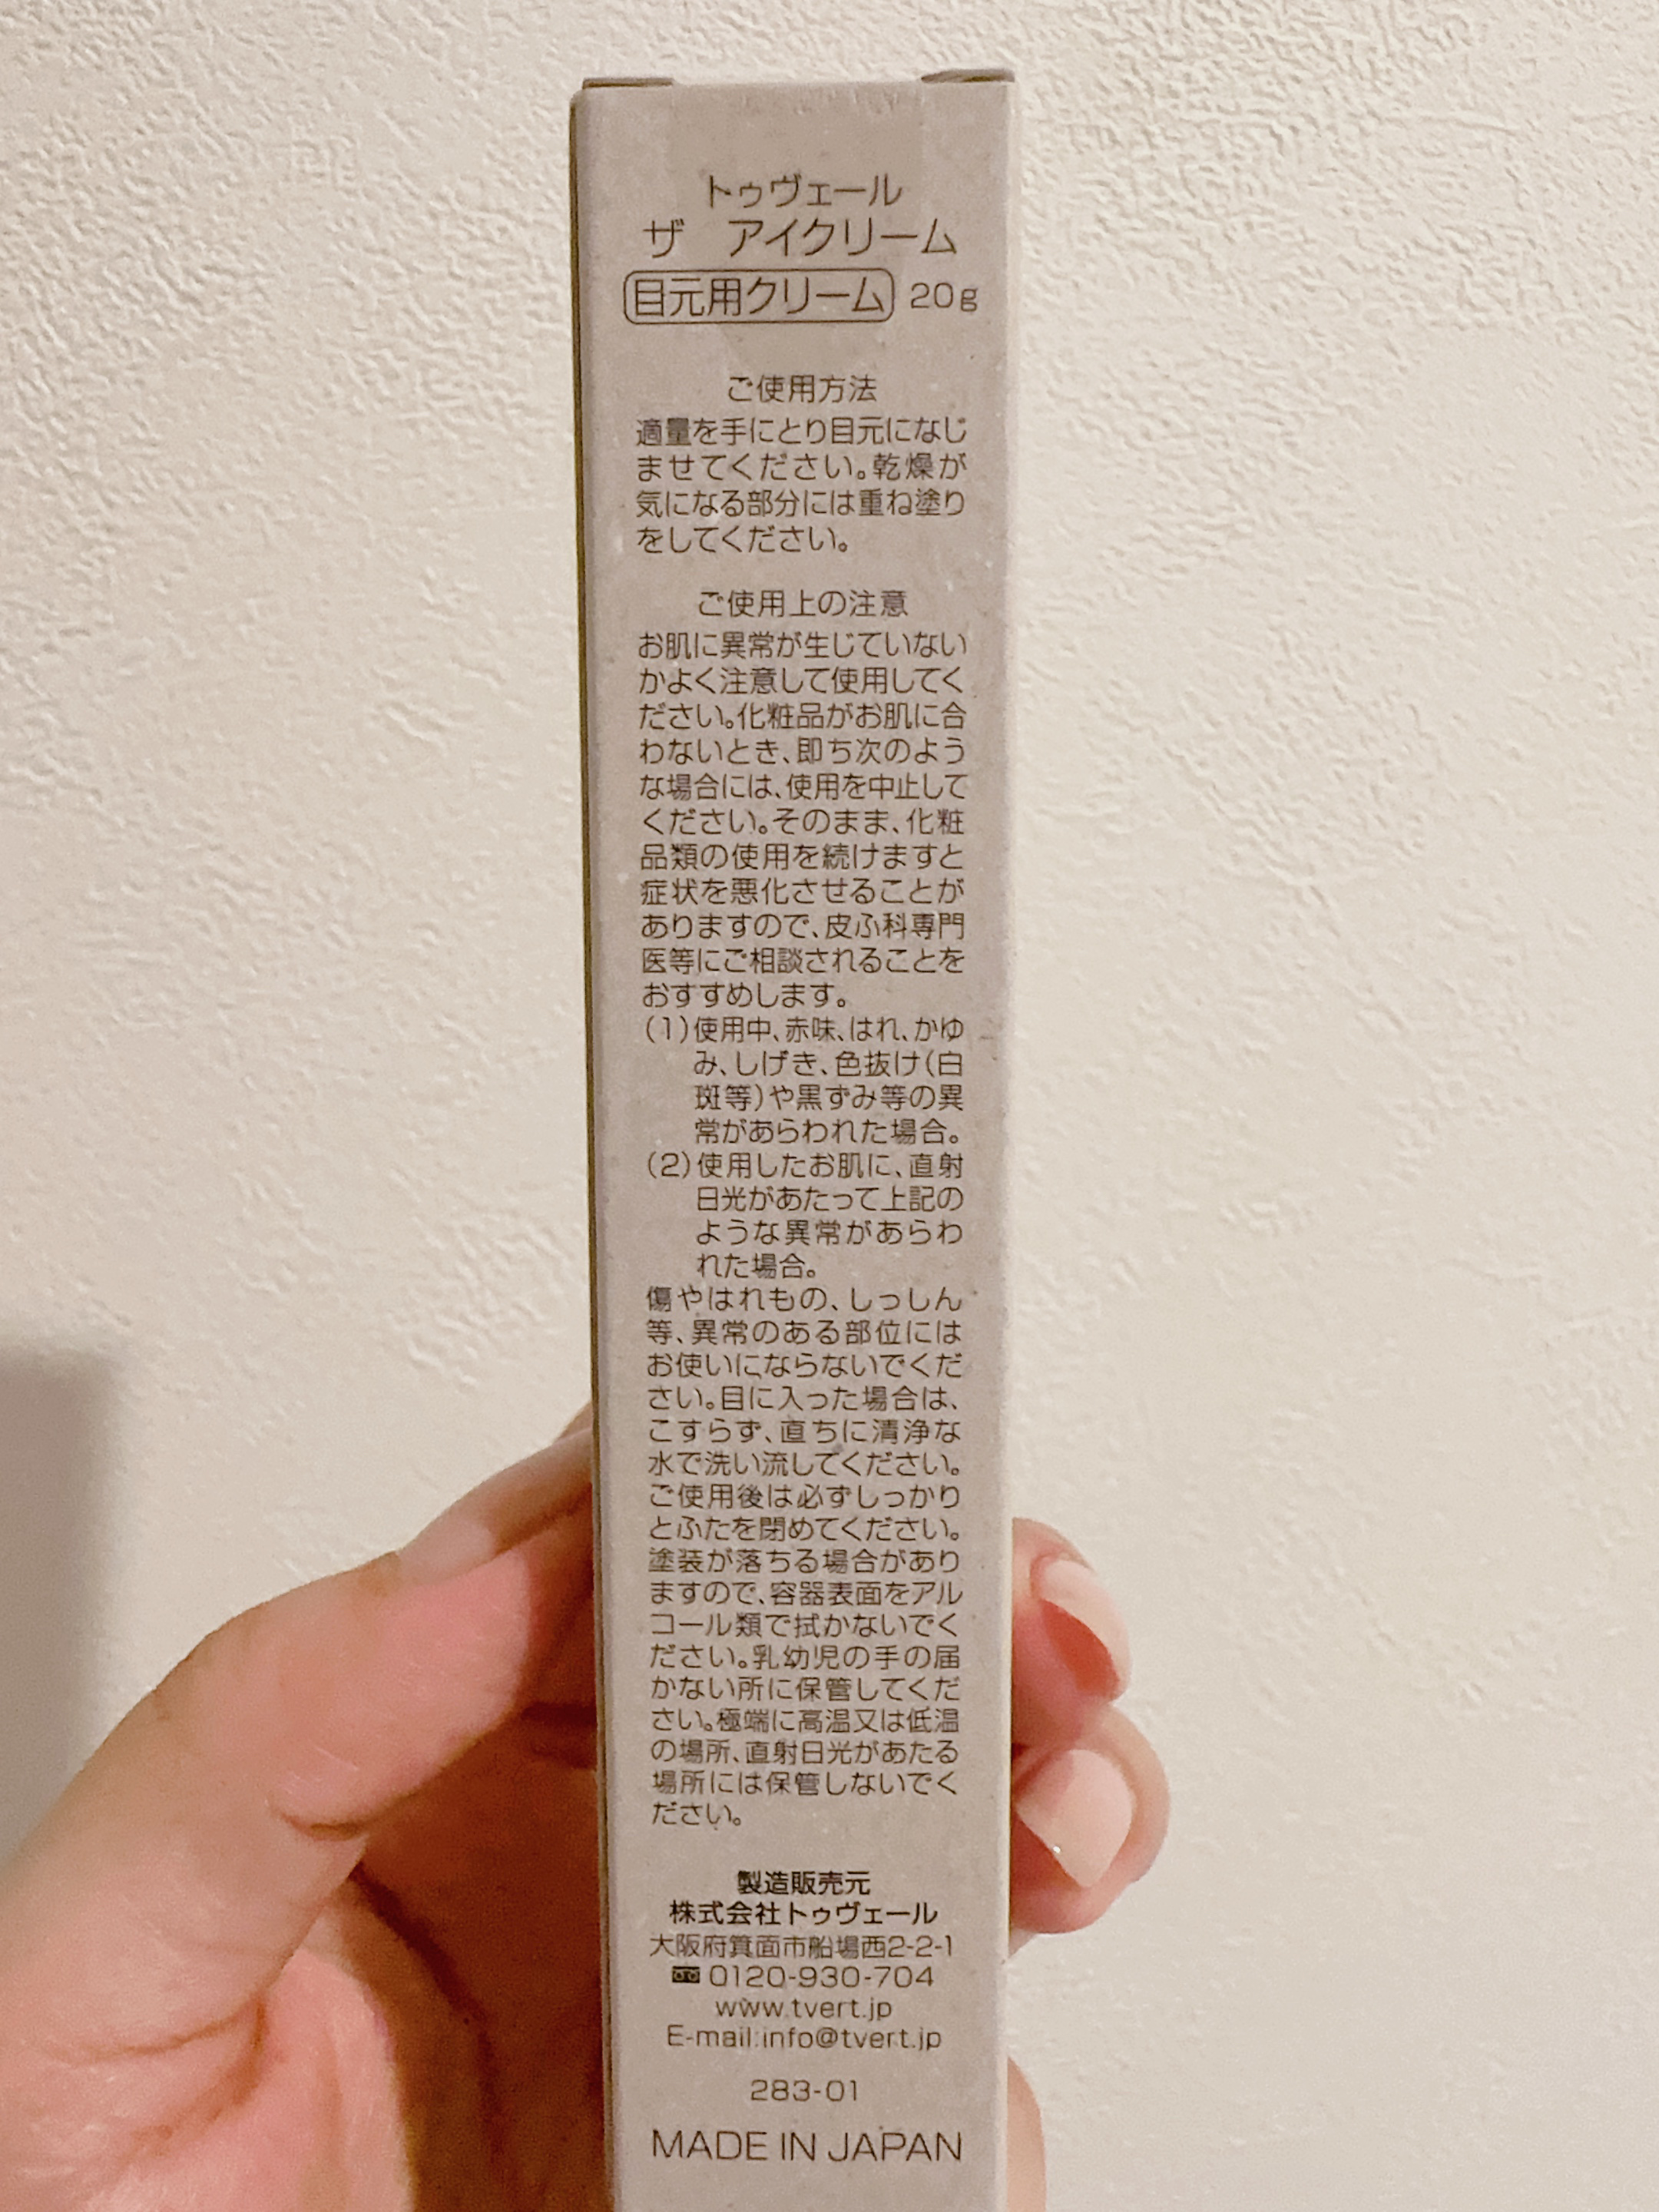 トゥヴェール
ザ　アイクリーム
目元用クリーム 20g
ご使用方法
適量を手にとり目元になじ
ませてください。乾燥が
気になる部分には重ね塗り
をしてください。
ご使用上の注意
お肌に異常が生じていない
かよく注意して使用してく
ださい。化粧品がお肌に合
わないとき、即ち次のよう
な場合には、使用を中止して
ください。そのまま、化粧
品類の使用を続けますと
症状を悪化させることが
ありますので、皮ふ科専門
医等にご相談されることを
おすすめします。
(1)使用中、赤味、はれ、かゆ
み、しげき、色抜け(白
斑等)や黒ずみ等の異
常があらわれた場合。
(2)使用したお肌に、直射
日光があたって上記の
ような異常があらわ
れた場合。
傷やはれもの、しっしん
等、異常のある部位には
お使いにならないでくだ
さい。目に入った場合は、
こすらず、直ちに清浄な
水で洗い流してください。
ご使用後は必ずしっかり
とふたを閉めてください。
塗装が落ちる場合があり
ますので、容器表面をアル
コール類で拭かないでく
ださい。乳幼児の手の届
かない所に保管してくだ
さい。極端に高温又は低温
の場所、直射日光があたる
場所には保管しないでく
ださい。
製造販売元
株式会社トゥヴェール
大阪府箕面市船場西2-2-1
0120-930-704
www.tvert.jp
E-mail:info@tvert.jp
283-01
MADE IN JAPAN